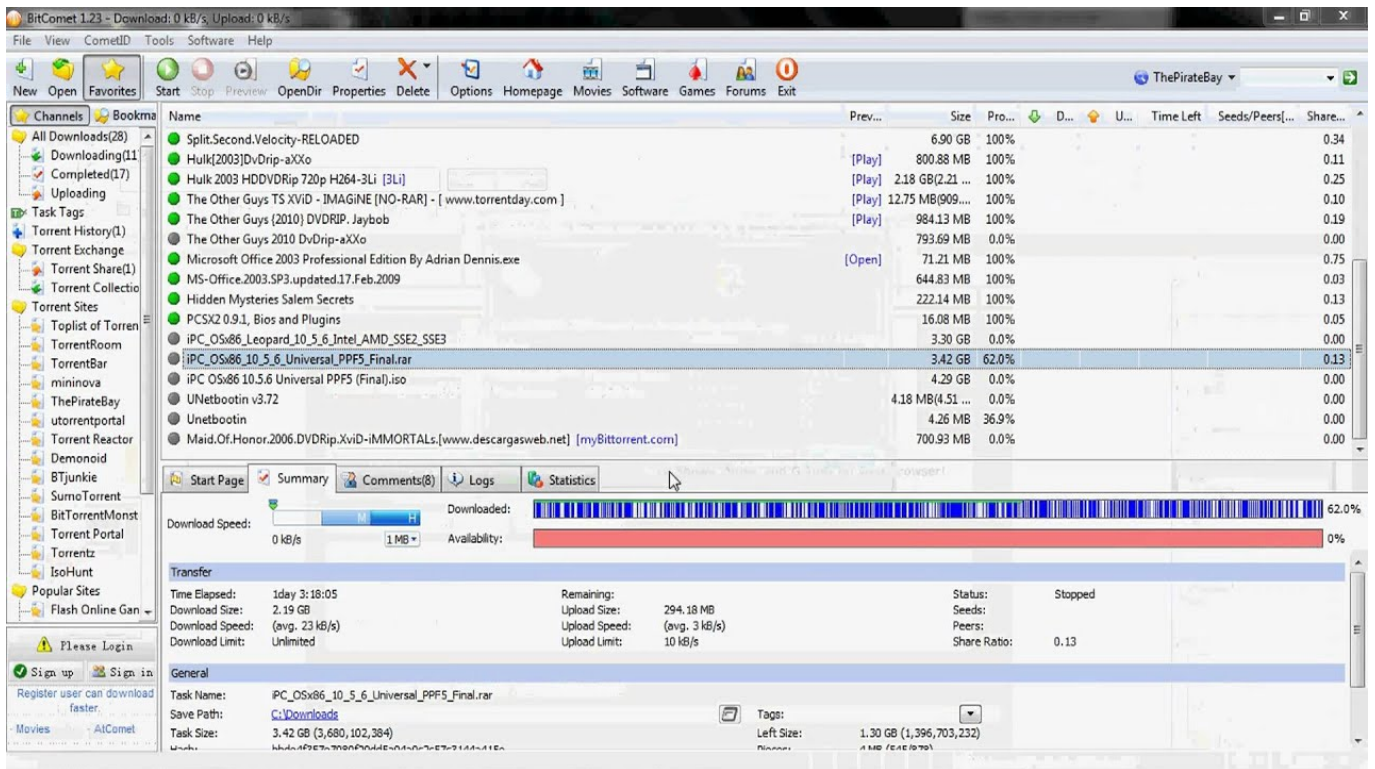 BitComet 1.23 - Download: 0 kB/s, Upload: 0 kB/s
File View CometID Tools Software Help
New Open Favorites Start Stop Preview OpenDir Properties Delete Options Homepage Movies Software Games Forums Exit ThePirateBay
Channels Bookma
All Downloads(28)
Downloading(11
Completed(17)
Uploading
Task Tags
Torrent History(1)
Torrent Exchange
Torrent Share(1)
Torrent Collectio
Torrent Sites
Toplist of Torren
TorrentRoom
TorrentBar
mininova
ThePirateBay
utorrentportal
Torrent Reactor
Demonoid
BTjunkie
SumoTorrent
BitTorrentMonst
Torrent Portal
Torrentz
IsoHunt
Popular Sites
Flash Online Gan
Please Login
Sign up Sign in
Register user can download
faster.
Movies AtComet
Name Prev... Size Pro... D... U... Time Left Seeds/Peers[... Share...
Split.Second.Velocity-RELOADED 6.90 GB 100% 0.34
Hulk[2003]DvDrip-aXXo [Play] 800.88 MB 100% 0.11
Hulk 2003 HDDVDRip 720p H264-3Li [3Li] [Play] 2.18 GB(2.21 ... 100% 0.25
The Other Guys TS XViD - IMAGiNE [NO-RAR] - [ www.torrentday.com ] [Play] 12.75 MB(909.... 100% 0.10
The Other Guys {2010} DVDRIP. Jaybob [Play] 984.13 MB 100% 0.19
The Other Guys 2010 DvDrip-aXXo 793.69 MB 0.0% 0.00
Microsoft Office 2003 Professional Edition By Adrian Dennis.exe [Open] 71.21 MB 100% 0.75
MS-Office.2003.SP3.updated.17.Feb.2009 644.83 MB 100% 0.03
Hidden Mysteries Salem Secrets 222.14 MB 100% 0.13
PCSX2 0.9.1, Bios and Plugins 16.08 MB 100% 0.05
iPC_OSx86_Leopard_10_5_6_Intel_AMD_SSE2_SSE3 3.30 GB 0.0% 0.00
iPC_OSx86_10_5_6_Universal_PPF5_Final.rar 3.42 GB 62.0% 0.13
iPC OSx86 10.5.6 Universal PPF5 (Final).iso 4.29 GB 0.0% 0.00
UNetbootin v3.72 4.18 MB(4.51 ... 0.0% 0.00
Unetbootin 4.26 MB 36.9% 0.00
Maid.Of.Honor.2006.DVDRip.XviD-iMMORTALs.[www.descargasweb.net] [myBittorrent.com] 700.93 MB 0.0% 0.00
Start Page Summary Comments(8) Logs Statistics
Download Speed: M H Downloaded: 62.0%
0 kB/s 1 MB Availability: 0%
Transfer
Time Elapsed: 1day 3:18:05 Remaining: Status: Stopped
Download Size: 2.19 GB Upload Size: 294.18 MB Seeds:
Download Speed: (avg. 23 kB/s) Upload Speed: (avg. 3 kB/s) Peers:
Download Limit: Unlimited Upload Limit: 10 kB/s Share Ratio: 0.13
General
Task Name: iPC_OSx86_10_5_6_Universal_PPF5_Final.rar
Save Path: C:\Downloads Tags:
Task Size: 3.42 GB (3,680,102,384) Left Size: 1.30 GB (1,396,703,232)